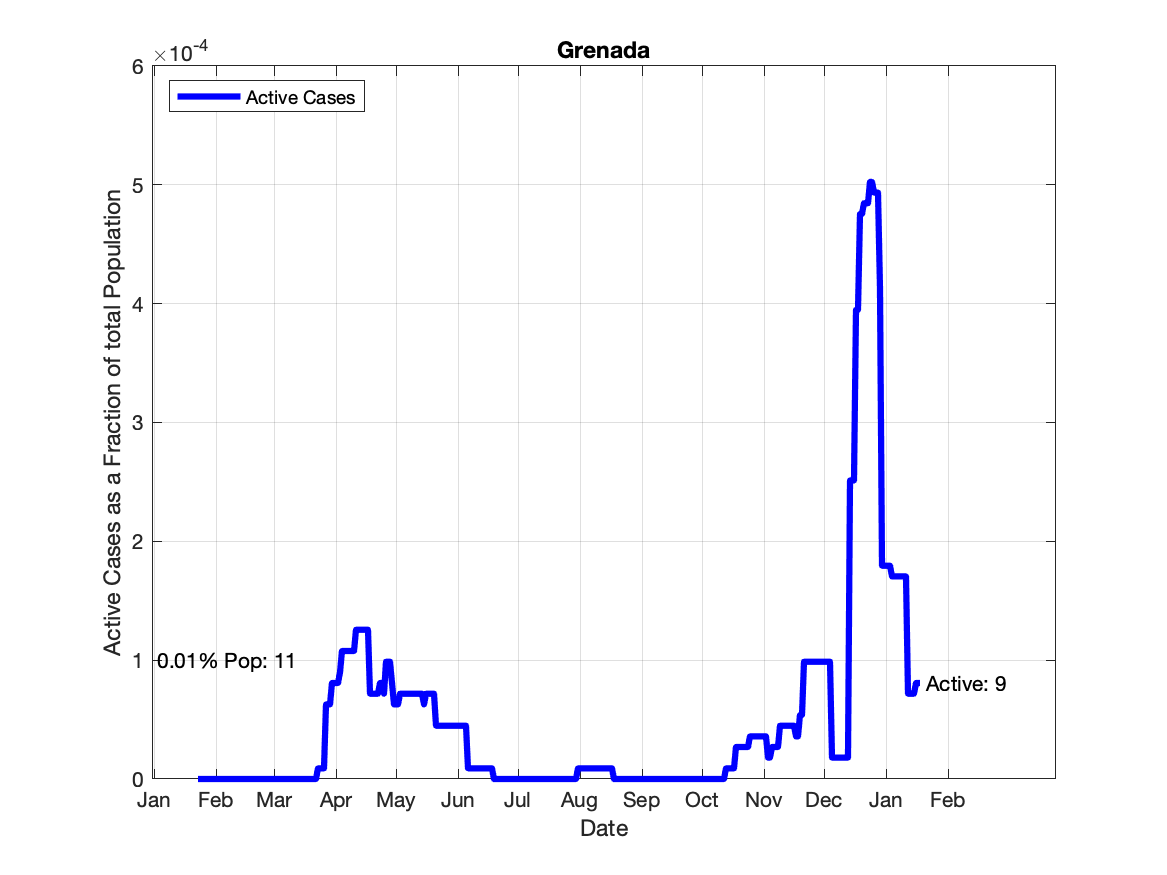 Grenada
×10^-4
Active Cases
6
5
4
3
2
1
0
Active Cases as a Fraction of total Population
0.01% Pop: 11
Active: 9
Jan Feb Mar Apr May Jun Jul Aug Sep Oct Nov Dec Jan Feb
Date